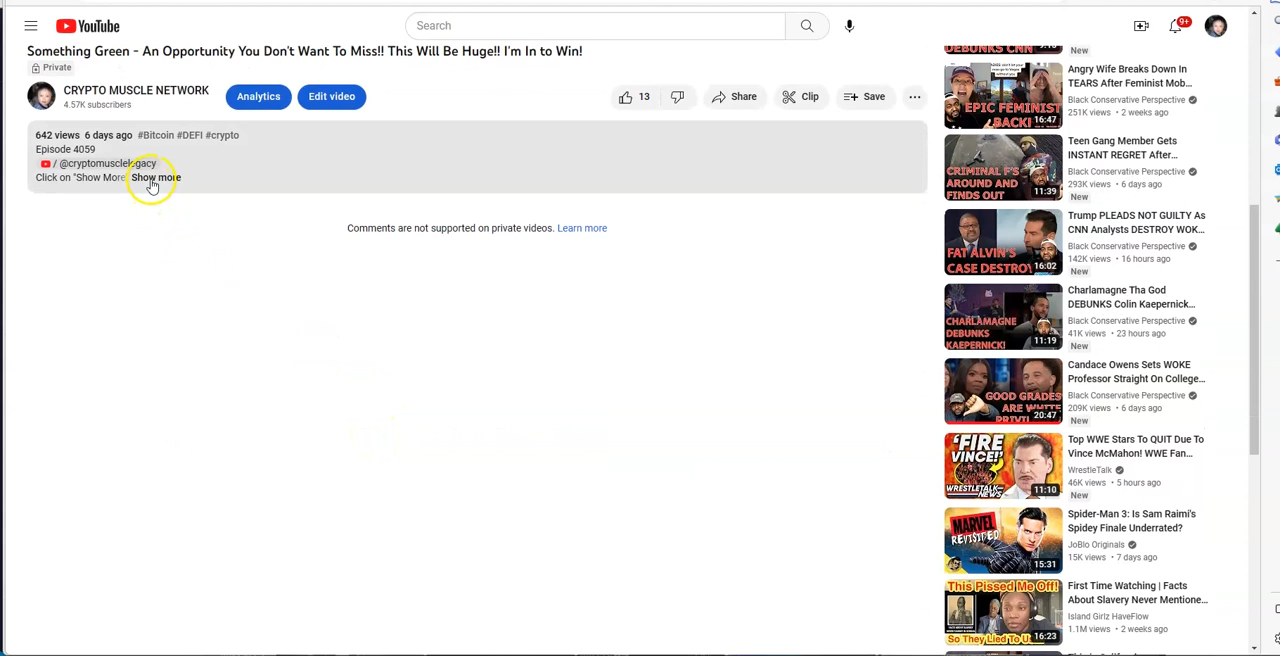 YouTube
Search
9+
Something Green - An Opportunity You Don't Want To Miss!! This Will Be Huge!! I'm In to Win!
Private
CRYPTO MUSCLE NETWORK
4.57K subscribers
Analytics
Edit video
13
Share
Clip
Save
642 views 6 days ago #Bitcoin #DEFI #crypto
Episode 4059
/ @cryptomusclelegacy
Click on "Show More Show more
Comments are not supported on private videos. Learn more
DEBUNKS CNN
New
EPIC FEMINIST
16:47
Angry Wife Breaks Down In
TEARS After Feminist Mob...
Black Conservative Perspective
251K views • 2 weeks ago
CRIMINAL F'S
AROUND AND
FINDS OUT
11:39
Teen Gang Member Gets
INSTANT REGRET After...
Black Conservative Perspective
293K views • 6 days ago
New
FAT ALVIN'S
CASE DESTROY
16:02
Trump PLEADS NOT GUILTY As
CNN Analysts DESTROY WOK...
Black Conservative Perspective
142K views • 16 hours ago
New
CHARLAMAGNE
DEBUNKS
KAEPERNICK!
11:19
Charlamagne Tha God
DEBUNKS Colin Kaepernick...
Black Conservative Perspective
41K views • 23 hours ago
New
GOOD GRADES
ARE WHITE
20:47
Candace Owens Sets WOKE
Professor Straight On College...
Black Conservative Perspective
209K views • 6 days ago
New
'FIRE
VINCE!'
WRESTLETALK
NEWS
11:10
Top WWE Stars To QUIT Due To
Vince McMahon! WWE Fan...
WrestleTalk
46K views • 5 hours ago
New
MARVEL
REVISITED
15:31
Spider-Man 3: Is Sam Raimi's
Spidey Finale Underrated?
JoBlo Originals
15K views • 7 days ago
This Pissed Me Off!
So They Lied To U
16:23
First Time Watching | Facts
About Slavery Never Mentione...
Island Girlz HaveFlow
1.1M views • 2 weeks ago